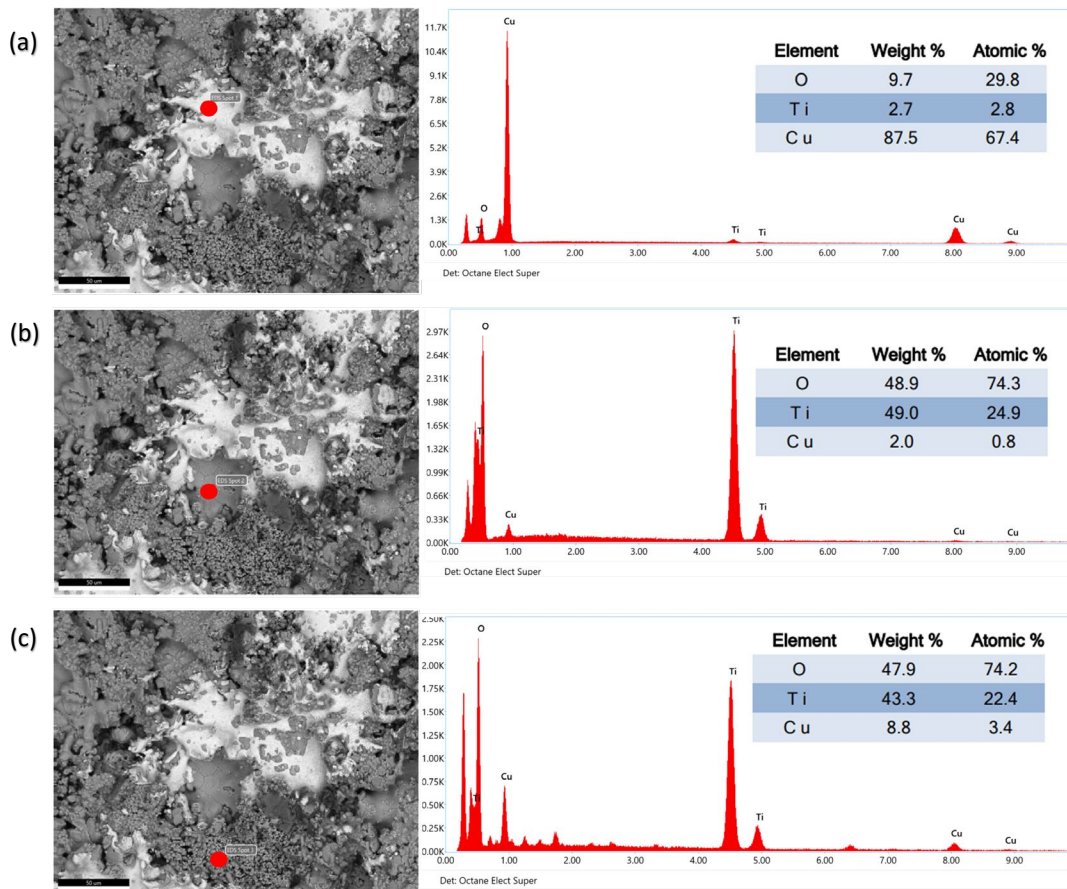 (a)
EDS Spot 1
50 um
11.7K
10.4K
9.1K
7.8K
6.5K
5.2K
3.9K
2.6K
1.3K
0.0K
Cu
O
Ti
Ti
Ti
Cu
Cu
0.00 1.00 2.00 3.00 4.00 5.00 6.00 7.00 8.00 9.00
Det: Octane Elect Super
Element Weight % Atomic %
O 9.7 29.8
T i 2.7 2.8
C u 87.5 67.4
(b)
EDS Spot 2
50 um
2.97K
2.64K
2.31K
1.98K
1.65K
1.32K
0.99K
0.66K
0.33K
0.00K
O
Ti
Cu
Ti
Ti
Cu
Cu
0.00 1.00 2.00 3.00 4.00 5.00 6.00 7.00 8.00 9.00
Det: Octane Elect Super
Element Weight % Atomic %
O 48.9 74.3
T i 49.0 24.9
C u 2.0 0.8
(c)
EDS Spot 3
50 um
2.50K
2.25K
2.00K
1.75K
1.50K
1.25K
1.00K
0.75K
0.50K
0.25K
0.00K
O
Ti
Cu
Ti
Ti
Cu
Cu
0.00 1.00 2.00 3.00 4.00 5.00 6.00 7.00 8.00 9.00
Det: Octane Elect Super
Element Weight % Atomic %
O 47.9 74.2
T i 43.3 22.4
C u 8.8 3.4